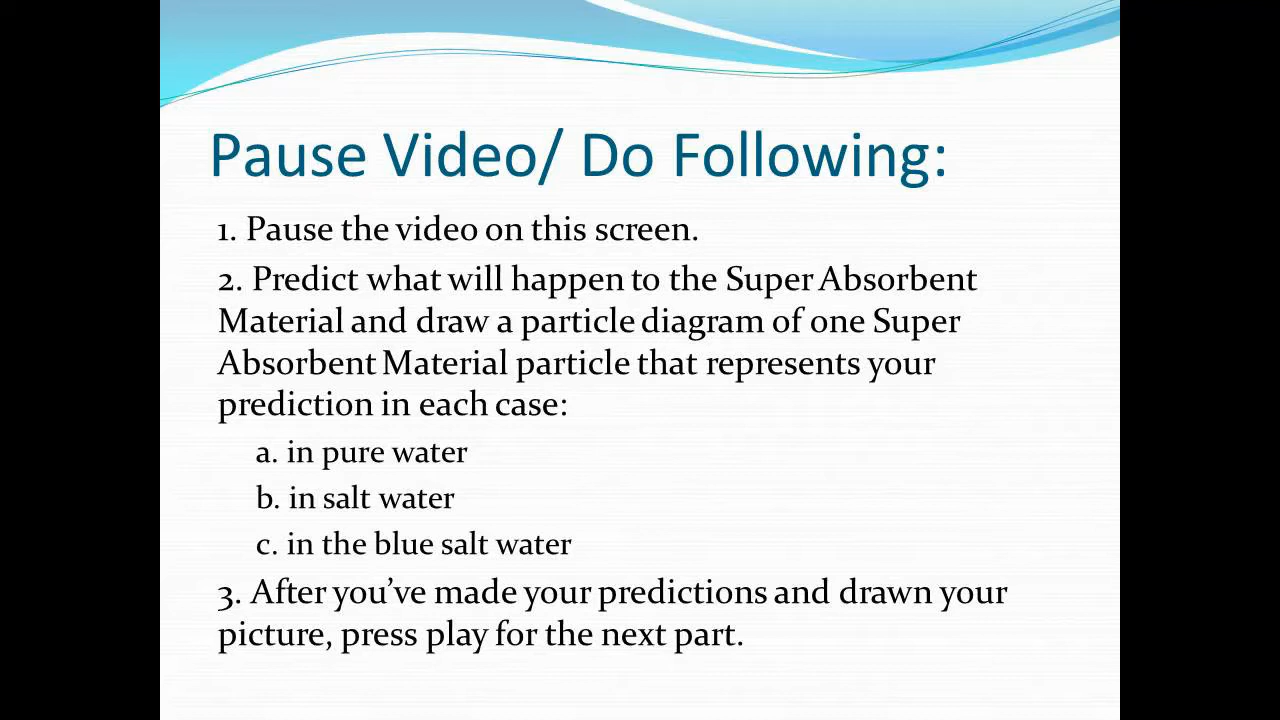 Pause Video/ Do Following:
1. Pause the video on this screen.
2. Predict what will happen to the Super Absorbent
Material and draw a particle diagram of one Super
Absorbent Material particle that represents your
prediction in each case:
a. in pure water
b. in salt water
c. in the blue salt water
3. After you’ve made your predictions and drawn your
picture, press play for the next part.